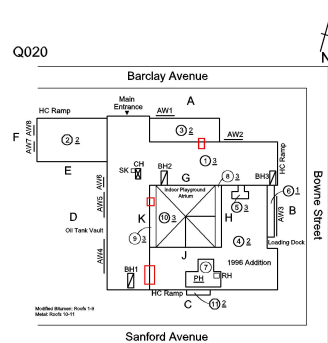 Q020
N
Barclay Avenue
HC Ramp
Main
Entrance
AW1
A
AW8
AW7
F
2 2
3 2
AW2
E
1 3
HC Ramp
CH
SK
BH2
G
8 3
BH3
AW6
Indoor Playground
Atrium
6 1
AW5
K
10 3
H
5 3
AW3
B
Bowne Street
D
Oil Tank Vault
9 3
4 2
Loading Dock
J
1996 Addition
AW4
7
BH1
PH
RH
HC Ramp
C
11 2
Modified Bitumen: Roofs 1-9
Metal: Roofs 10-11
Sanford Avenue